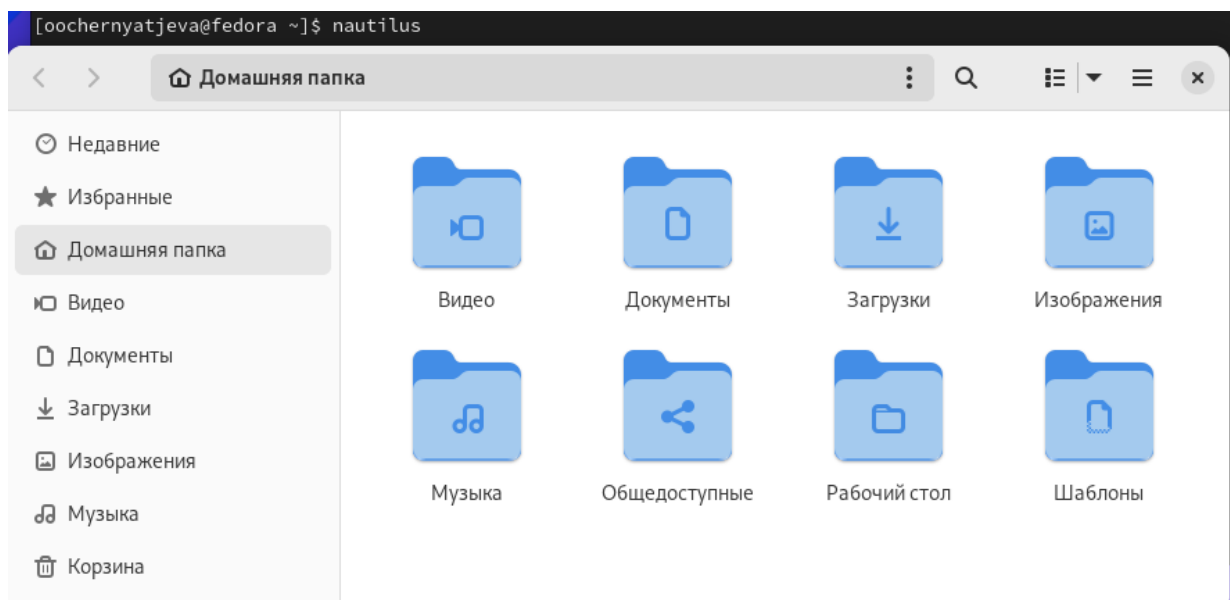 [oochernyatjeva@fedora ~]$ nautilus
Домашняя папка
Недавние
Избранные
Домашняя папка
Видео
Документы
Загрузки
Изображения
Музыка
Корзина
Видео Документы Загрузки Изображения
Музыка Общедоступные Рабочий стол Шаблоны